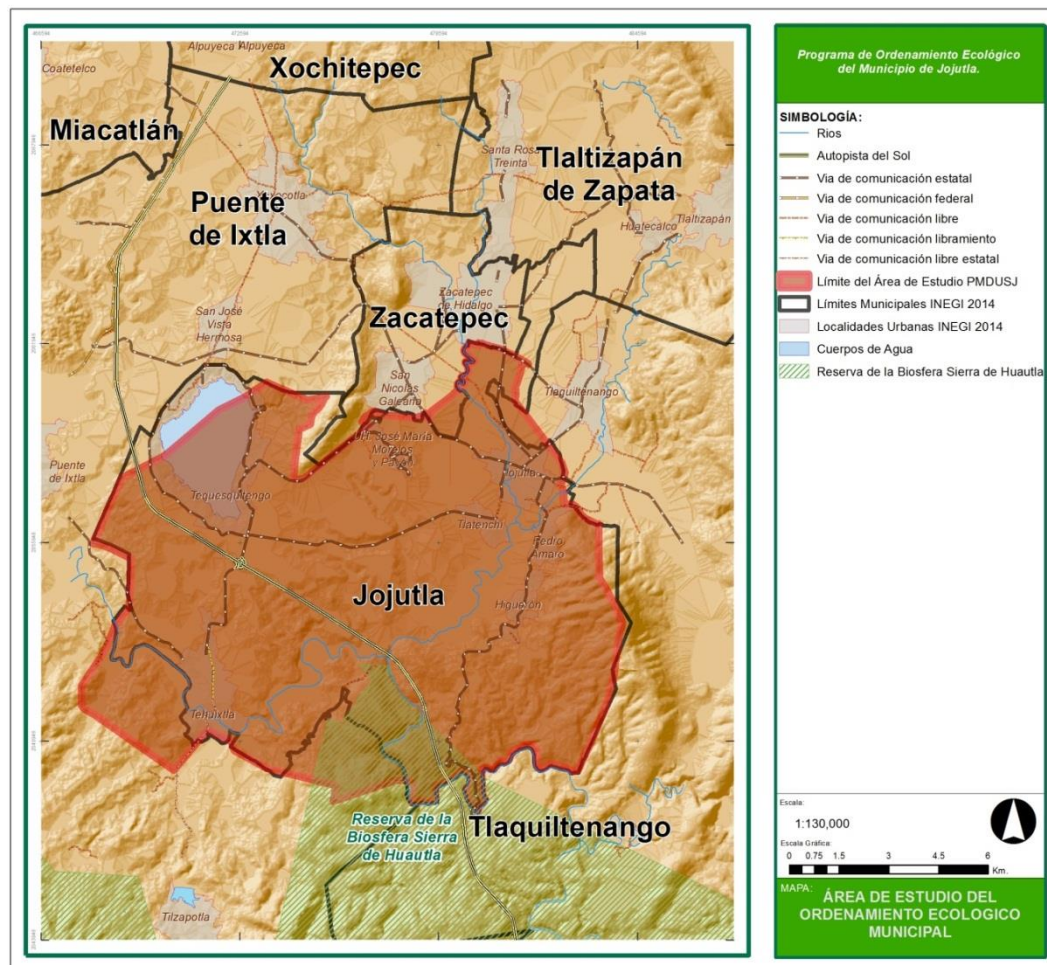 Alpuyeca Alpuyeca
Coatetelco
Xochitepec
Miacatlán
Santa Rosa
Treinta
Tlaltizapán
de Zapata
Puente
de Ixtla
Tlaltizapán
Huatecalco
Zacatepec
de Hidalgo
San José
Vista
Hermosa
Zacatepec
San
Nicolás
Galeana
Tlaquiltenango
José María
Morelos
y Pavón
Puente
de Ixtla
Jojutla
Tequesquitengo
Tlatenchi
Pedro
Amaro
Jojutla
Higuerón
Tehuixtla
Reserva de la
Biosfera Sierra
de Huautla
Tlaquiltenango
Tilzapotla
Programa de Ordenamiento Ecológico
del Municipio de Jojutla.
SIMBOLOGÍA:
Rios
Autopista del Sol
Via de comunicación estatal
Via de comunicación federal
Via de comunicación libre
Via de comunicación libramiento
Via de comunicación libre estatal
Límite del Área de Estudio PMDUSJ
Límites Municipales INEGI 2014
Localidades Urbanas INEGI 2014
Cuerpos de Agua
Reserva de la Biosfera Sierra de Huautla
Escala:
1:130,000
Escala Gráfica:
0 0.75 1.5 3 4.5 6
Km.
MAPA:
ÁREA DE ESTUDIO DEL
ORDENAMIENTO ECOLOGICO
MUNICIPAL